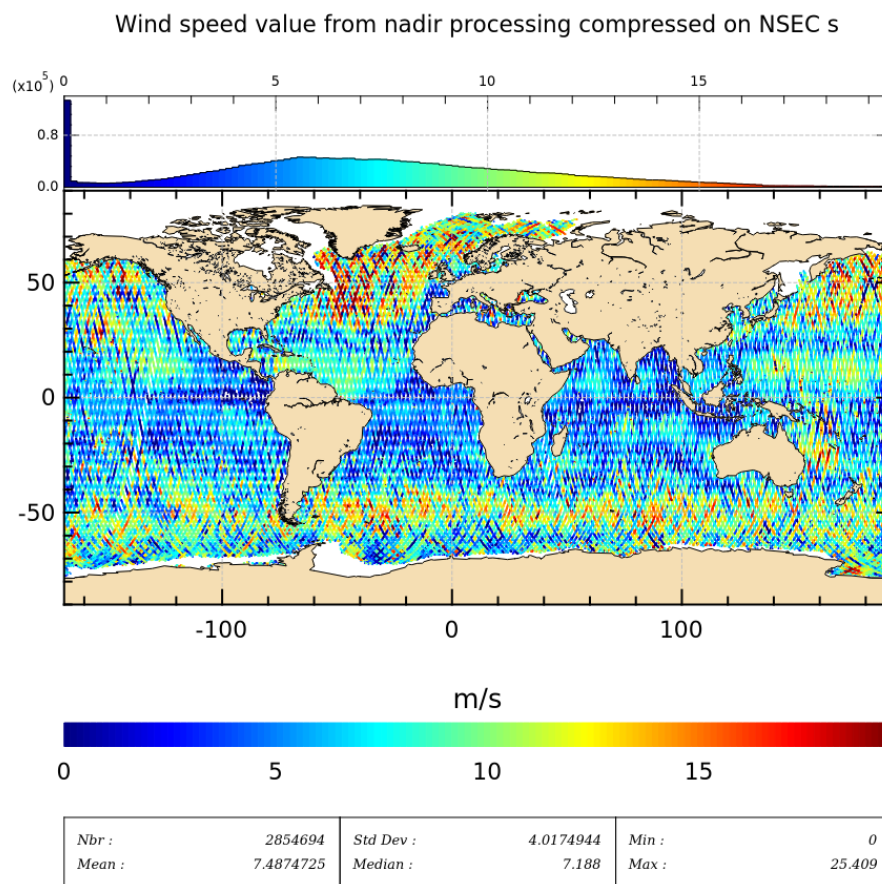 Wind speed value from nadir processing compressed on NSEC s
0 5 10 15
(x10⁵)
0.8
0.0
50
0
-50
-100 0 100
m/s
0 5 10 15
Nbr : 2854694 Std Dev : 4.0174944 Min : 0
Mean : 7.4874725 Median : 7.188 Max : 25.409